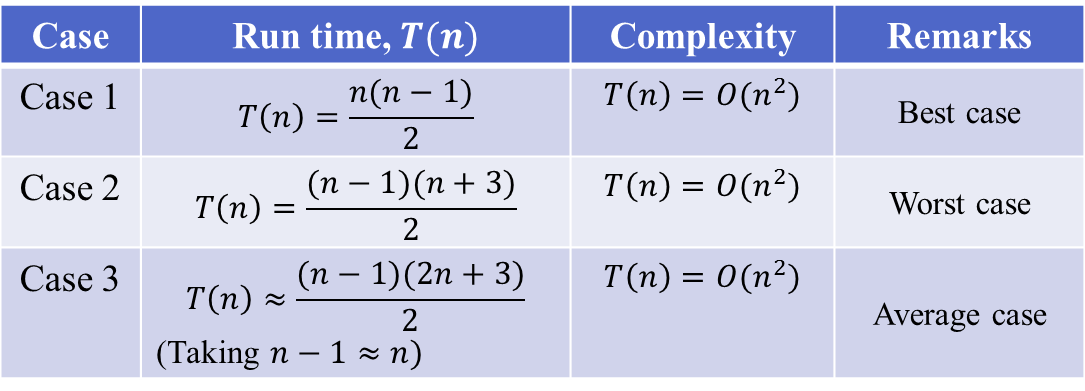 Case Run time, T(n) Complexity Remarks
Case 1 T(n) = n(n − 1)/2 T(n) = O(n²) Best case
Case 2 T(n) = (n − 1)(n + 3)/2 T(n) = O(n²) Worst case
Case 3 T(n) ≈ (n − 1)(2n + 3)/2 T(n) = O(n²) Average case
(Taking n − 1 ≈ n)